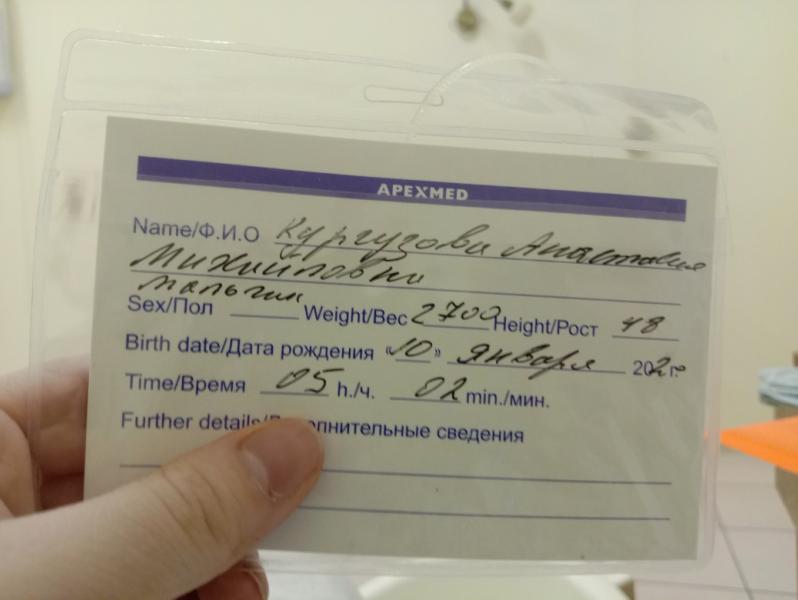 APEXMED
Name/Ф.И.О Кургузова Анастасия
Михайловна
мальчик
Sex/Пол Weight/Вес 2700 Height/Рост 48
Birth date/Дата рождения «10» января 202 г.
Time/Время 05 h./ч. 02 min./мин.
Further details/Дополнительные сведения